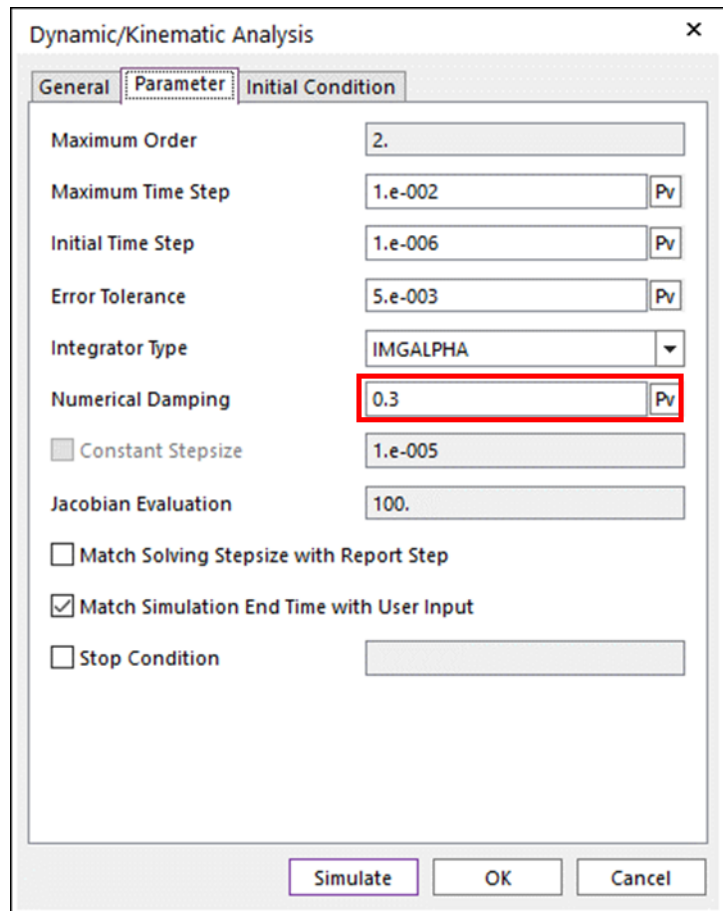 Dynamic/Kinematic Analysis
General Parameter Initial Condition
Maximum Order 2.
Maximum Time Step 1.e-002 Pv
Initial Time Step 1.e-006 Pv
Error Tolerance 5.e-003 Pv
Integrator Type IMGALPHA
Numerical Damping 0.3 Pv
Constant Stepsize 1.e-005
Jacobian Evaluation 100.
Match Solving Stepsize with Report Step
Match Simulation End Time with User Input
Stop Condition
Simulate OK Cancel